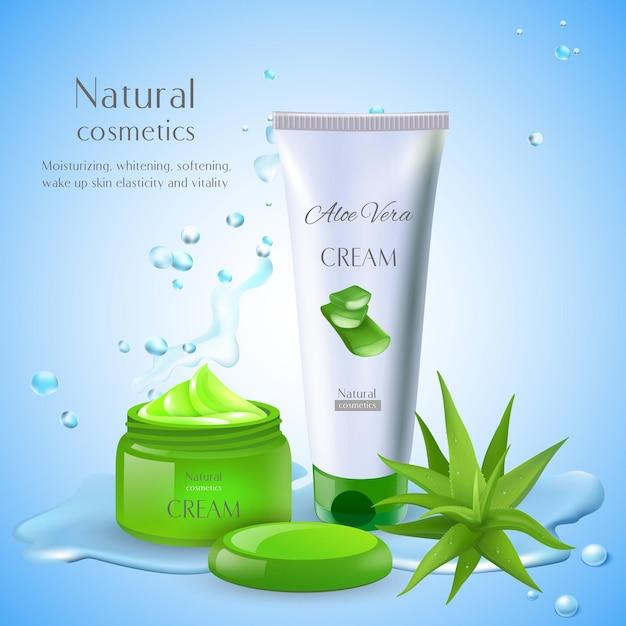 Natural
cosmetics
Moisturizing, whitening, softening,
wake up skin elasticity and vitality
Aloe Vera
CREAM
Natural
cosmetics
Natural
cosmetics
CREAM